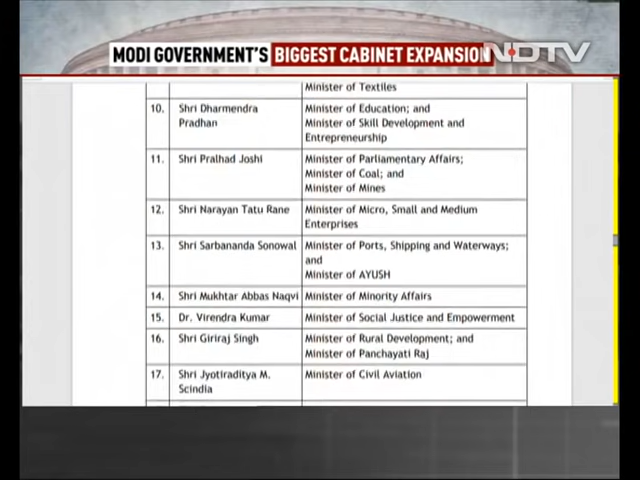 MODI GOVERNMENT'S BIGGEST CABINET EXPANSION NDTV
Minister of Textiles
10. Shri Dharmendra Minister of Education; and
Pradhan Minister of Skill Development and
Entrepreneurship
11. Shri Pralhad Joshi Minister of Parliamentary Affairs;
Minister of Coal; and
Minister of Mines
12. Shri Narayan Tatu Rane Minister of Micro, Small and Medium
Enterprises
13. Shri Sarbananda Sonowal Minister of Ports, Shipping and Waterways;
and
Minister of AYUSH
14. Shri Mukhtar Abbas Naqvi Minister of Minority Affairs
15. Dr. Virendra Kumar Minister of Social Justice and Empowerment
16. Shri Giriraj Singh Minister of Rural Development; and
Minister of Panchayati Raj
17. Shri Jyotiraditya M. Minister of Civil Aviation
Scindia